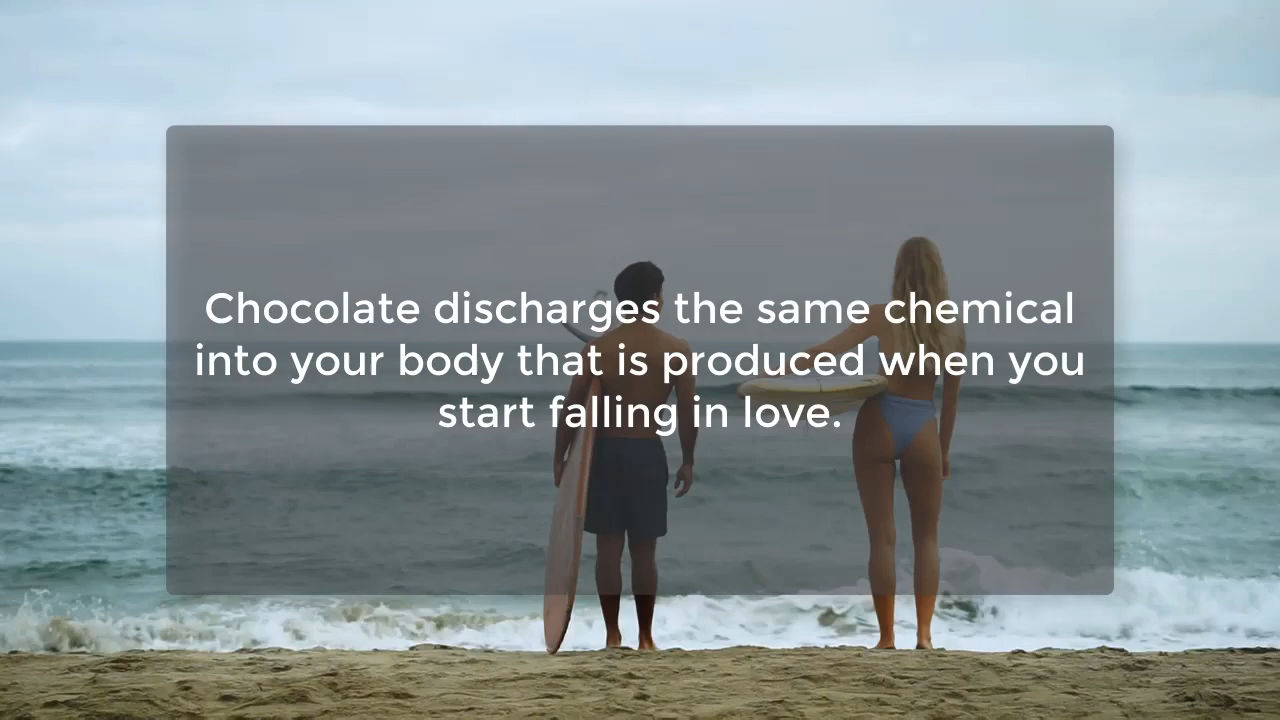 Chocolate discharges the same chemical
into your body that is produced when you
start falling in love.